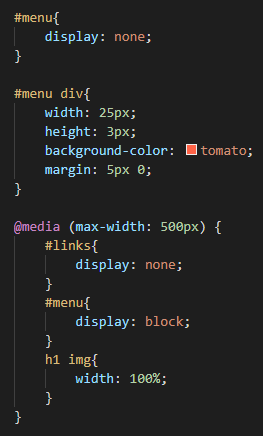 #menu{
    display: none;
}

#menu div{
    width: 25px;
    height: 3px;
    background-color: tomato;
    margin: 5px 0;
}

@media (max-width: 500px) {
    #links{
        display: none;
    }
    #menu{
        display: block;
    }
    h1 img{
        width: 100%;
    }
}